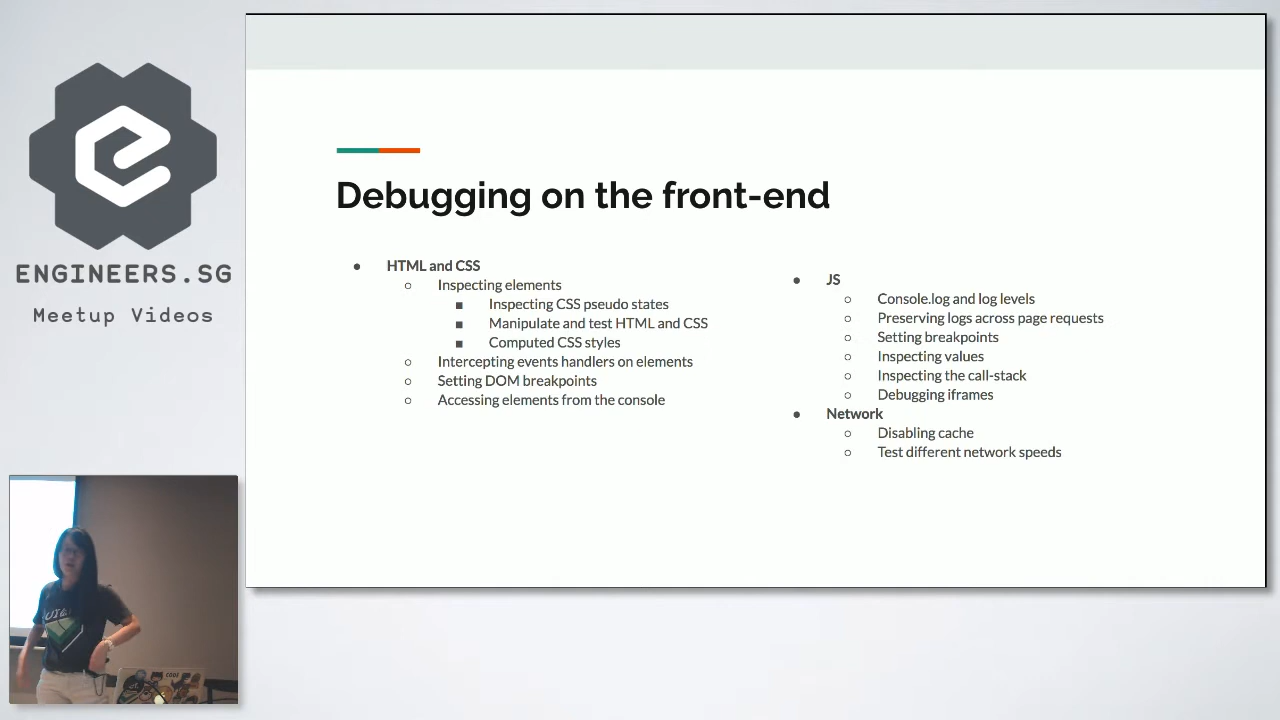 ENGINEERS.SG
Meetup Videos
Debugging on the front-end
HTML and CSS
Inspecting elements
Inspecting CSS pseudo states
Manipulate and test HTML and CSS
Computed CSS styles
Intercepting events handlers on elements
Setting DOM breakpoints
Accessing elements from the console
JS
Console.log and log levels
Preserving logs across page requests
Setting breakpoints
Inspecting values
Inspecting the call-stack
Debugging iframes
Network
Disabling cache
Test different network speeds